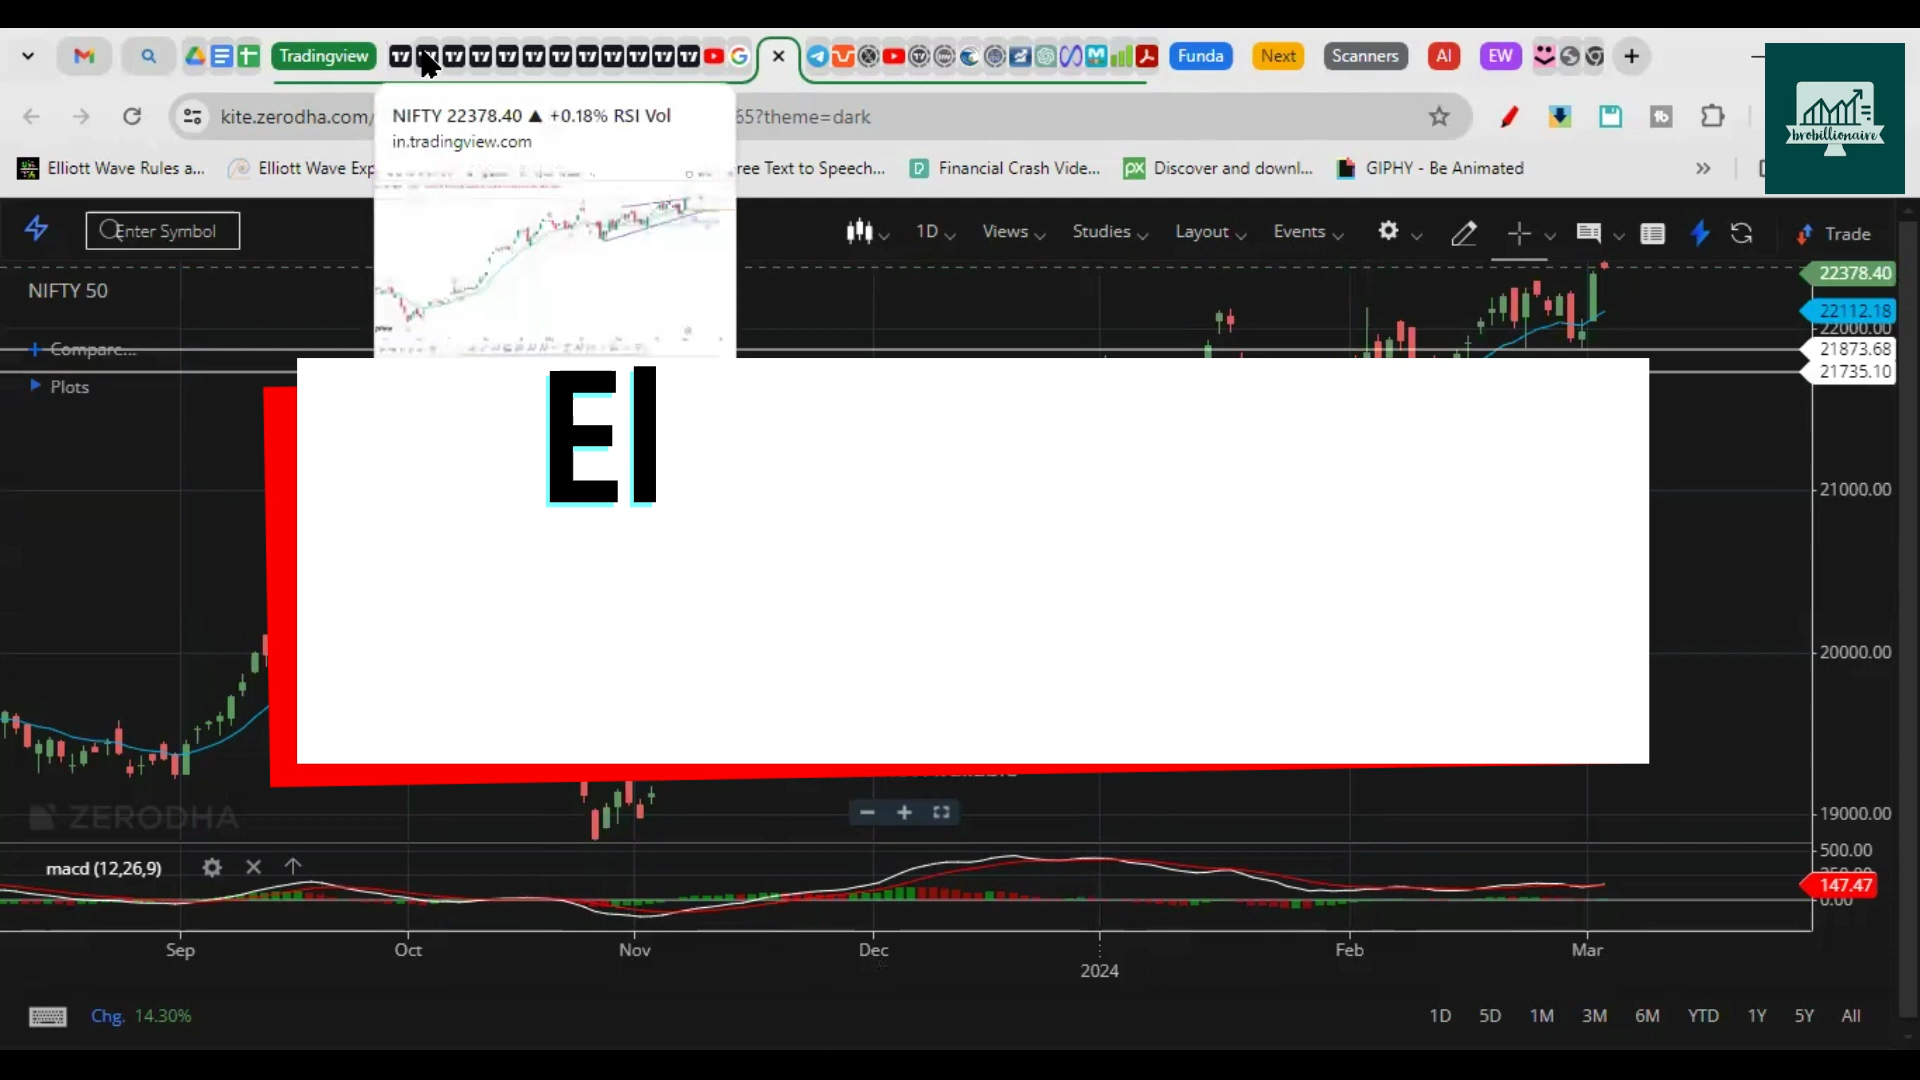 Tradingview
Funda
Next
Scanners
AI
EW
kite.zerodha.com/
65?theme=dark
NIFTY 22378.40 ▲ +0.18% RSI Vol
in.tradingview.com
brobillionaire
Elliott Wave Rules a...
Elliott Wave Exp
ree Text to Speech...
Financial Crash Vide...
Discover and downl...
GIPHY - Be Animated
»
Enter Symbol
1D
Views
Studies
Layout
Events
Trade
NIFTY 50
22378.40
22112.18
22000.00
Compare...
21873.68
21735.10
Plots
El
21000.00
20000.00
ZERODHA
19000.00
macd (12,26,9)
500.00
147.47
0.00
Sep
Oct
Nov
Dec
2024
Feb
Mar
Chg. 14.30%
1D
5D
1M
3M
6M
YTD
1Y
5Y
All